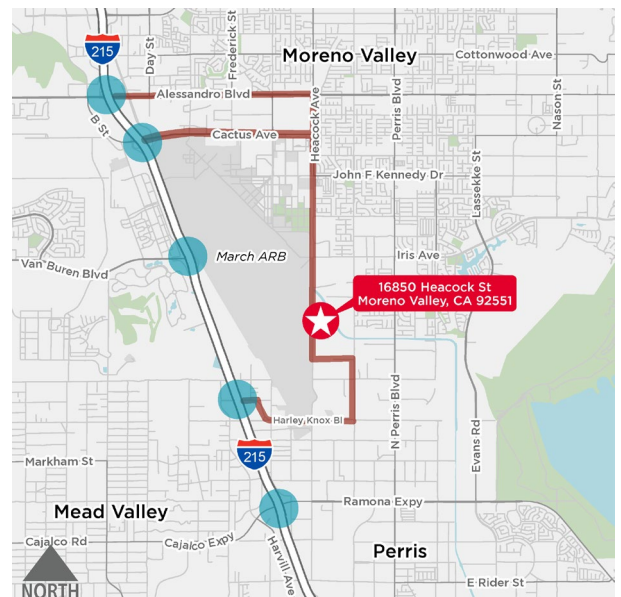 215
Day St
Frederick St
Moreno Valley
Cottonwood Ave
Alessandro Blvd
Heacock Ave
Perris Blvd
Nason St
B St
Cactus Ave
John F Kennedy Dr
Lassekke St
Van Buren Blvd
March ARB
Iris Ave
16850 Heacock St
Moreno Valley, CA 92551
N Perris Blvd
Harley Knox Bl
Evans Rd
215
Markham St
Mead Valley
Ramona Expy
Cajalco Rd
Cajalco Expy
Harvill Ave
Perris
E Rider St
NORTH